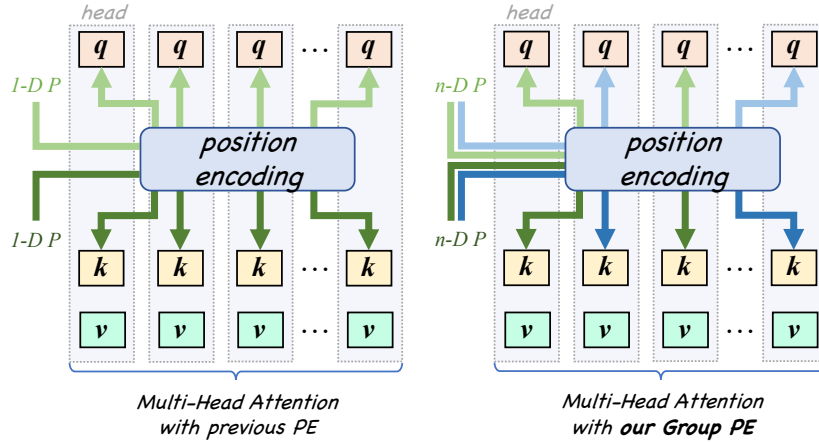 head
q q q ... q
1-D P
position
encoding
1-D P
k k k ... k
v v v ... v
Multi-Head Attention
with previous PE
head
q q q ... q
n-D P
position
encoding
n-D P
k k k ... k
v v v ... v
Multi-Head Attention
with our Group PE